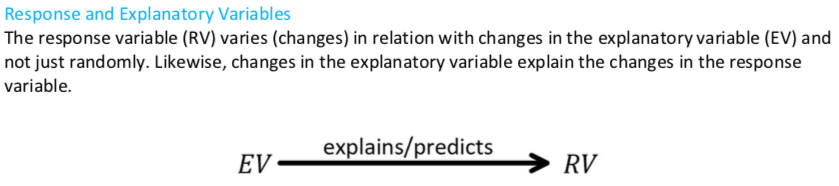 Response and Explanatory Variables
The response variable (RV) varies (changes) in relation with changes in the explanatory variable (EV) and
not just randomly. Likewise, changes in the explanatory variable explain the changes in the response
variable.
explains/predicts
EV RV